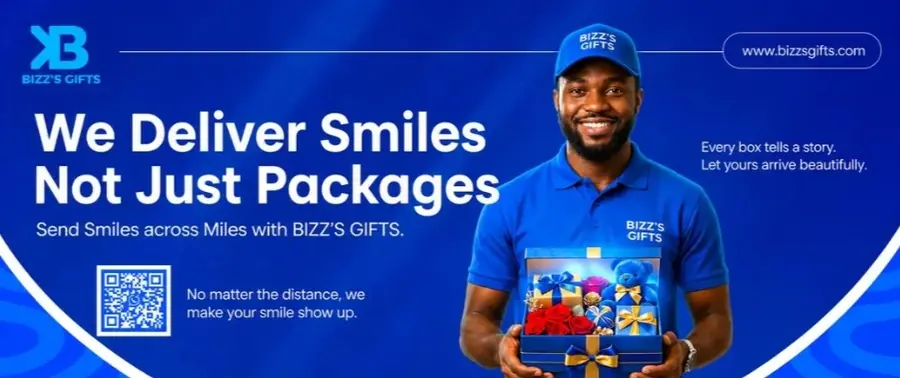 KB
BIZZ'S GIFTS
BIZZ'S
GIFTS
www.bizzsgifts.com
We Deliver Smiles
Not Just Packages
Send Smiles across Miles with BIZZ'S GIFTS.
Every box tells a story.
Let yours arrive beautifully.
BIZZ'S
GIFTS
No matter the distance, we
make your smile show up.